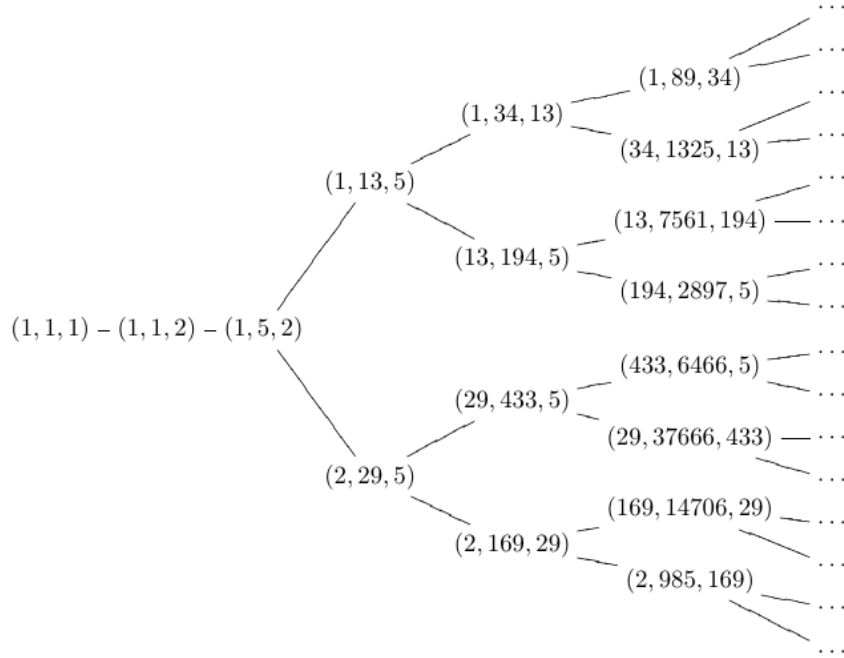 ...
(1, 89, 34)
...
(1, 34, 13)
...
(34, 1325, 13)
...
(1, 13, 5)
...
(13, 7561, 194)
...
(13, 194, 5)
...
(194, 2897, 5)
...
(1, 1, 1) – (1, 1, 2) – (1, 5, 2)
...
(433, 6466, 5)
...
(29, 433, 5)
...
(29, 37666, 433)
...
(2, 29, 5)
...
(169, 14706, 29)
...
(2, 169, 29)
...
(2, 985, 169)
...
...